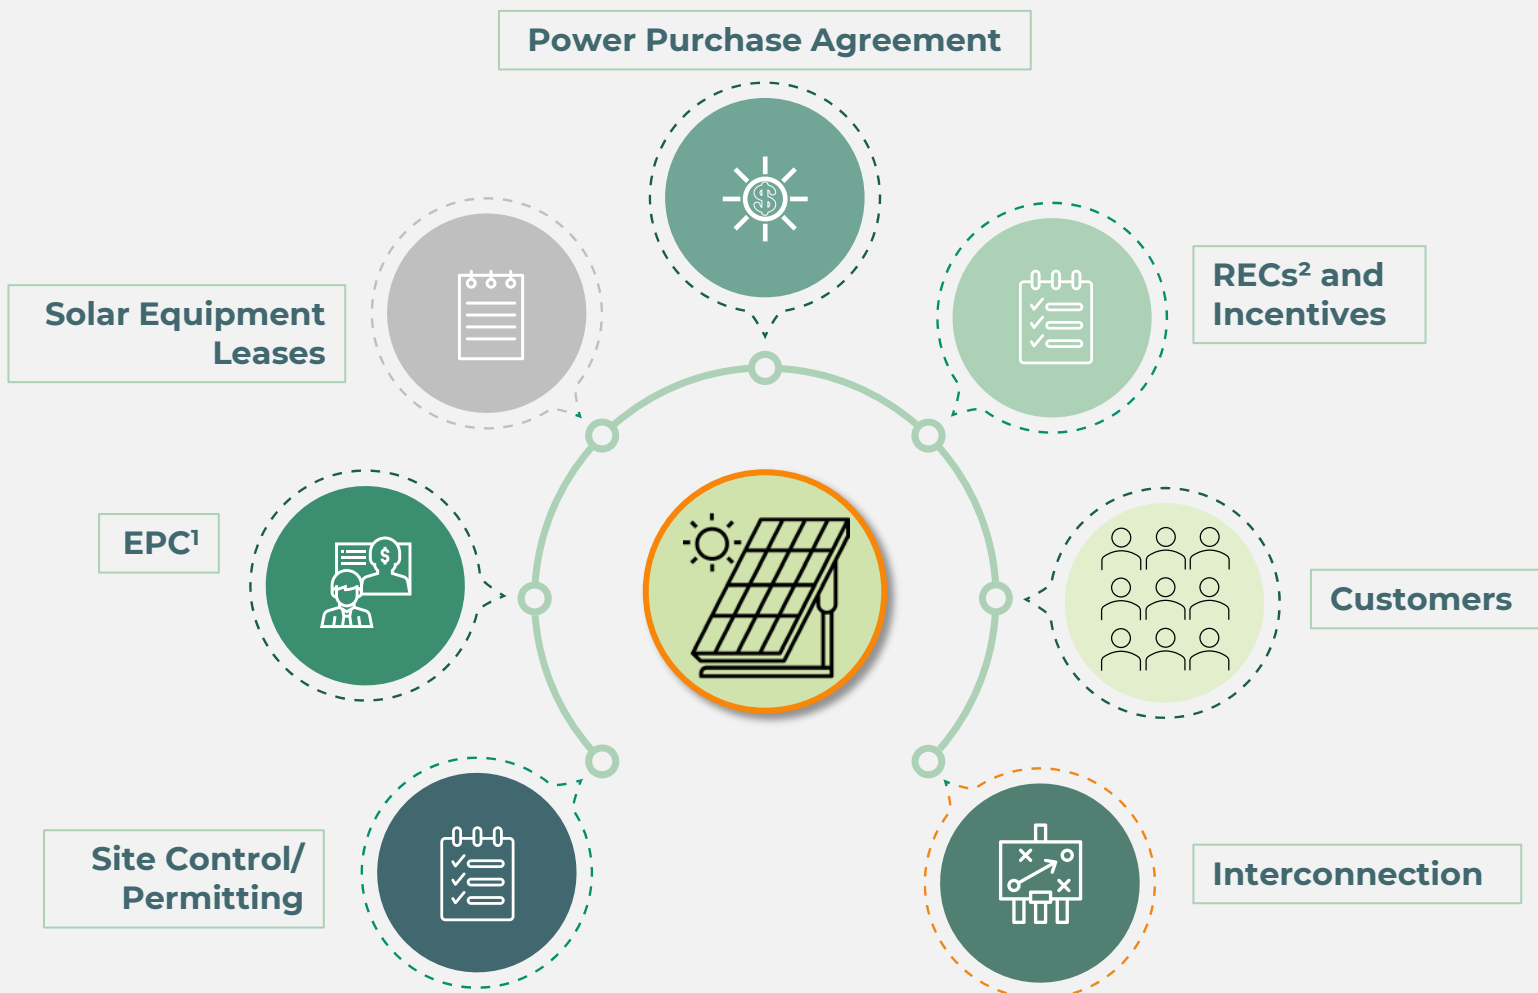 Power Purchase Agreement
Solar Equipment
Leases
RECs² and
Incentives
EPC¹
Customers
Site Control/
Permitting
Interconnection